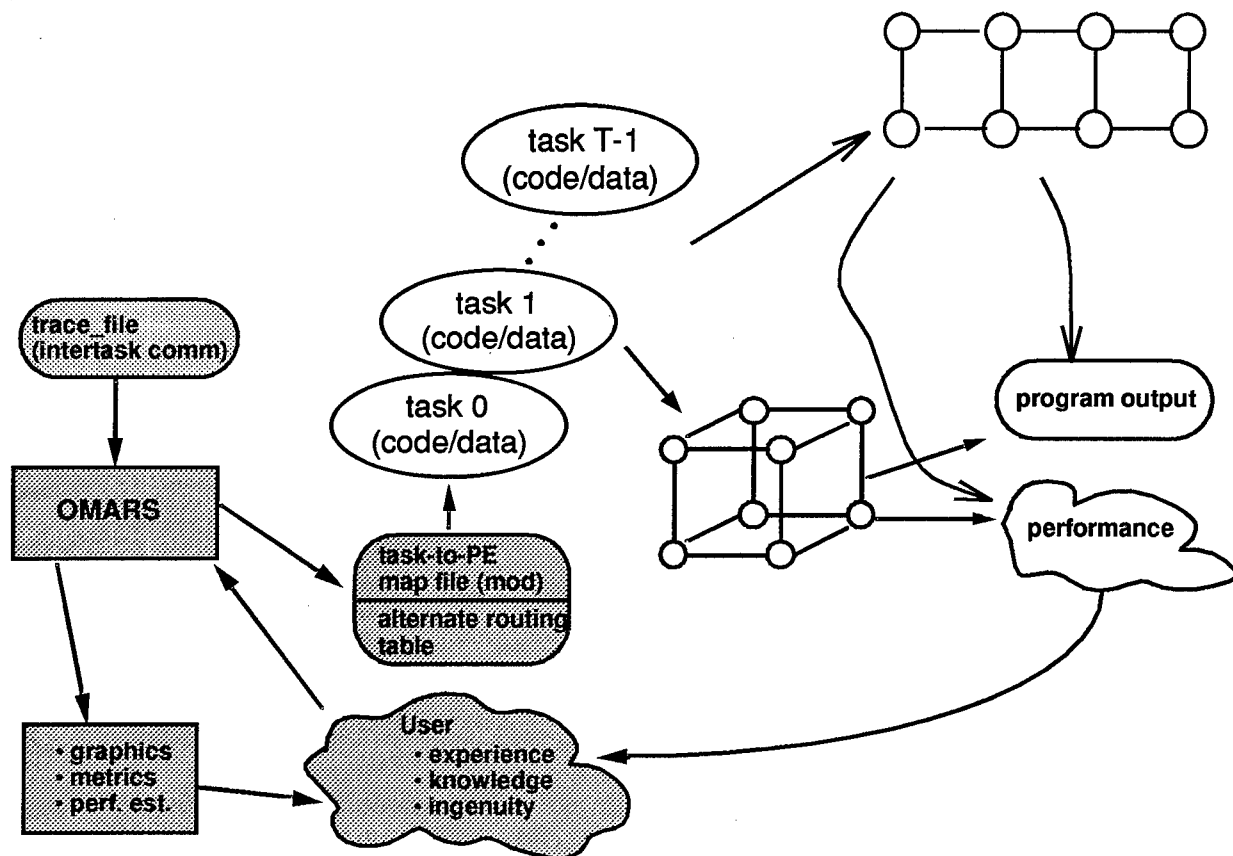 task T-1
(code/data)
task 1
(code/data)
trace_file
(intertask comm)
task 0
(code/data)
program output
OMARS
performance
task-to-PE
map file (mod)
alternate routing
table
User
• experience
• knowledge
• ingenuity
• graphics
• metrics
• perf. est.